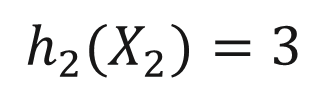 h₂(X₂) = 3